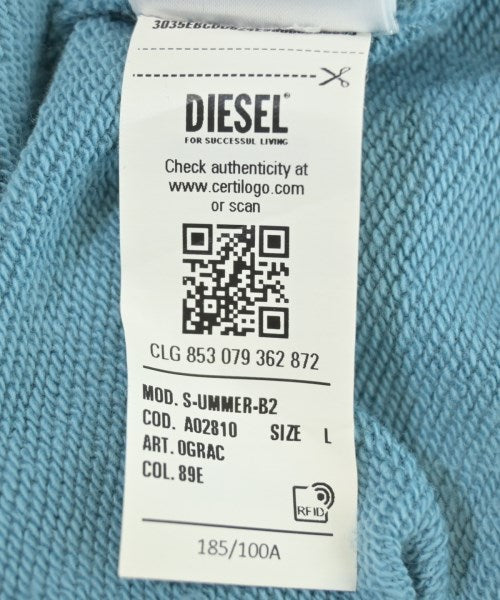 DIESEL®
FOR SUCCESSUL LIVING
Check authenticity at
www.certilogo.com
or scan
CLG 853 079 362 872
MOD. S-UMMER-B2
COD. A02810 SIZE L
ART. 0GRAC
COL. 89E
RFID
185/100A